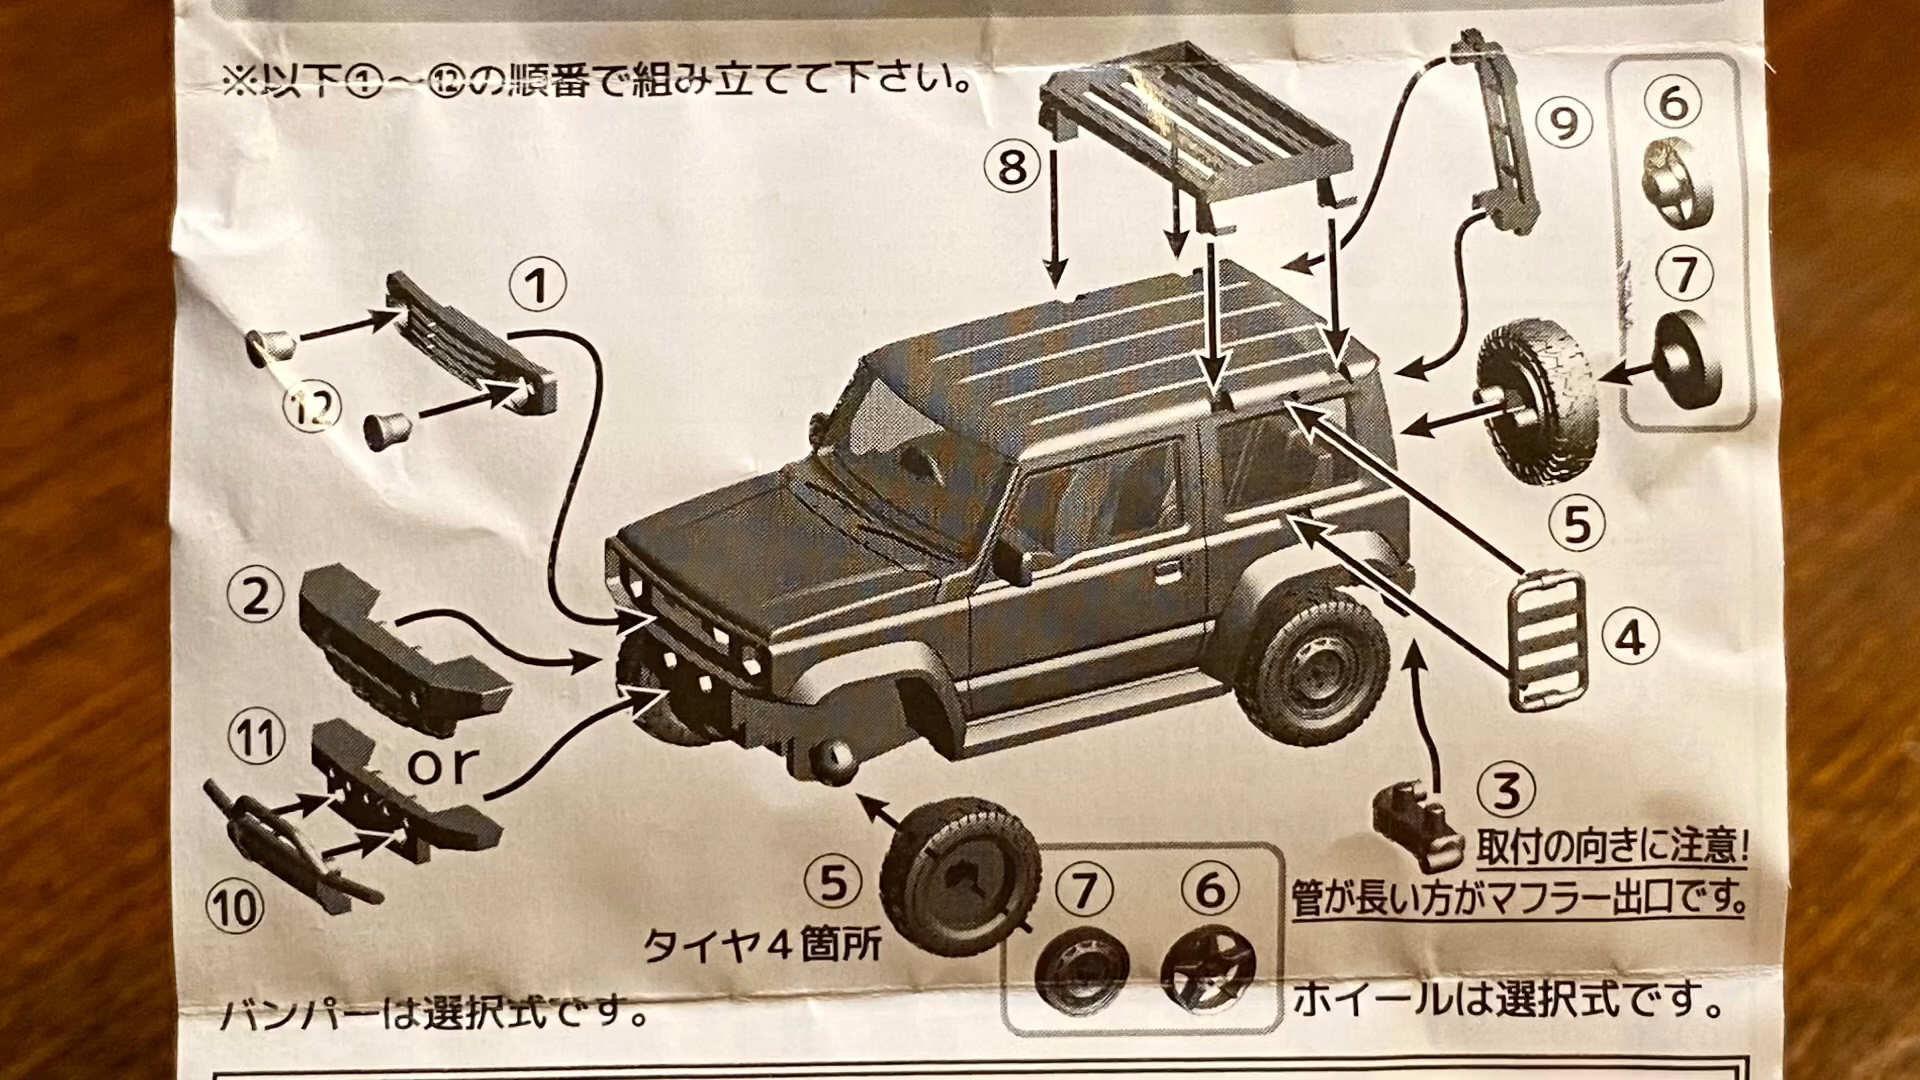 ※以下①～⑫の順番で組み立てて下さい。
⑧
⑨
⑥
⑦
①
⑫
②
⑪
or
⑩
⑤
④
③
取付の向きに注意!
管が長い方がマフラー出口です。
⑤
タイヤ4箇所
⑦
⑥
バンパーは選択式です。
ホイールは選択式です。